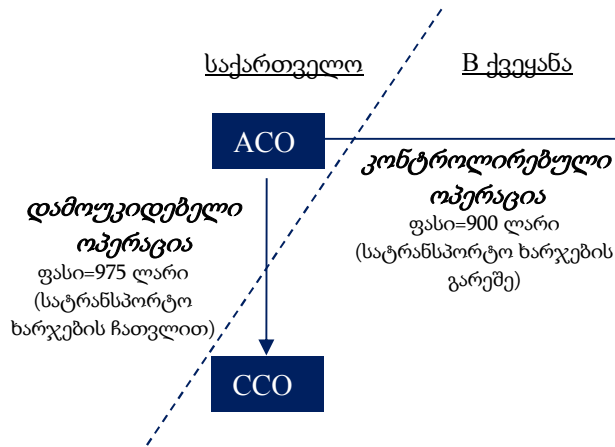 საქართველო
B ქვეყანა
ACO
კონტროლირებული
ოპერაცია
ფასი=900 ლარი
(სატრანსპორტო ხარჯების
გარეშე)
დამოუკიდებელი
ოპერაცია
ფასი=975 ლარი
(სატრანსპორტო
ხარჯების ჩათვლით)
CCO